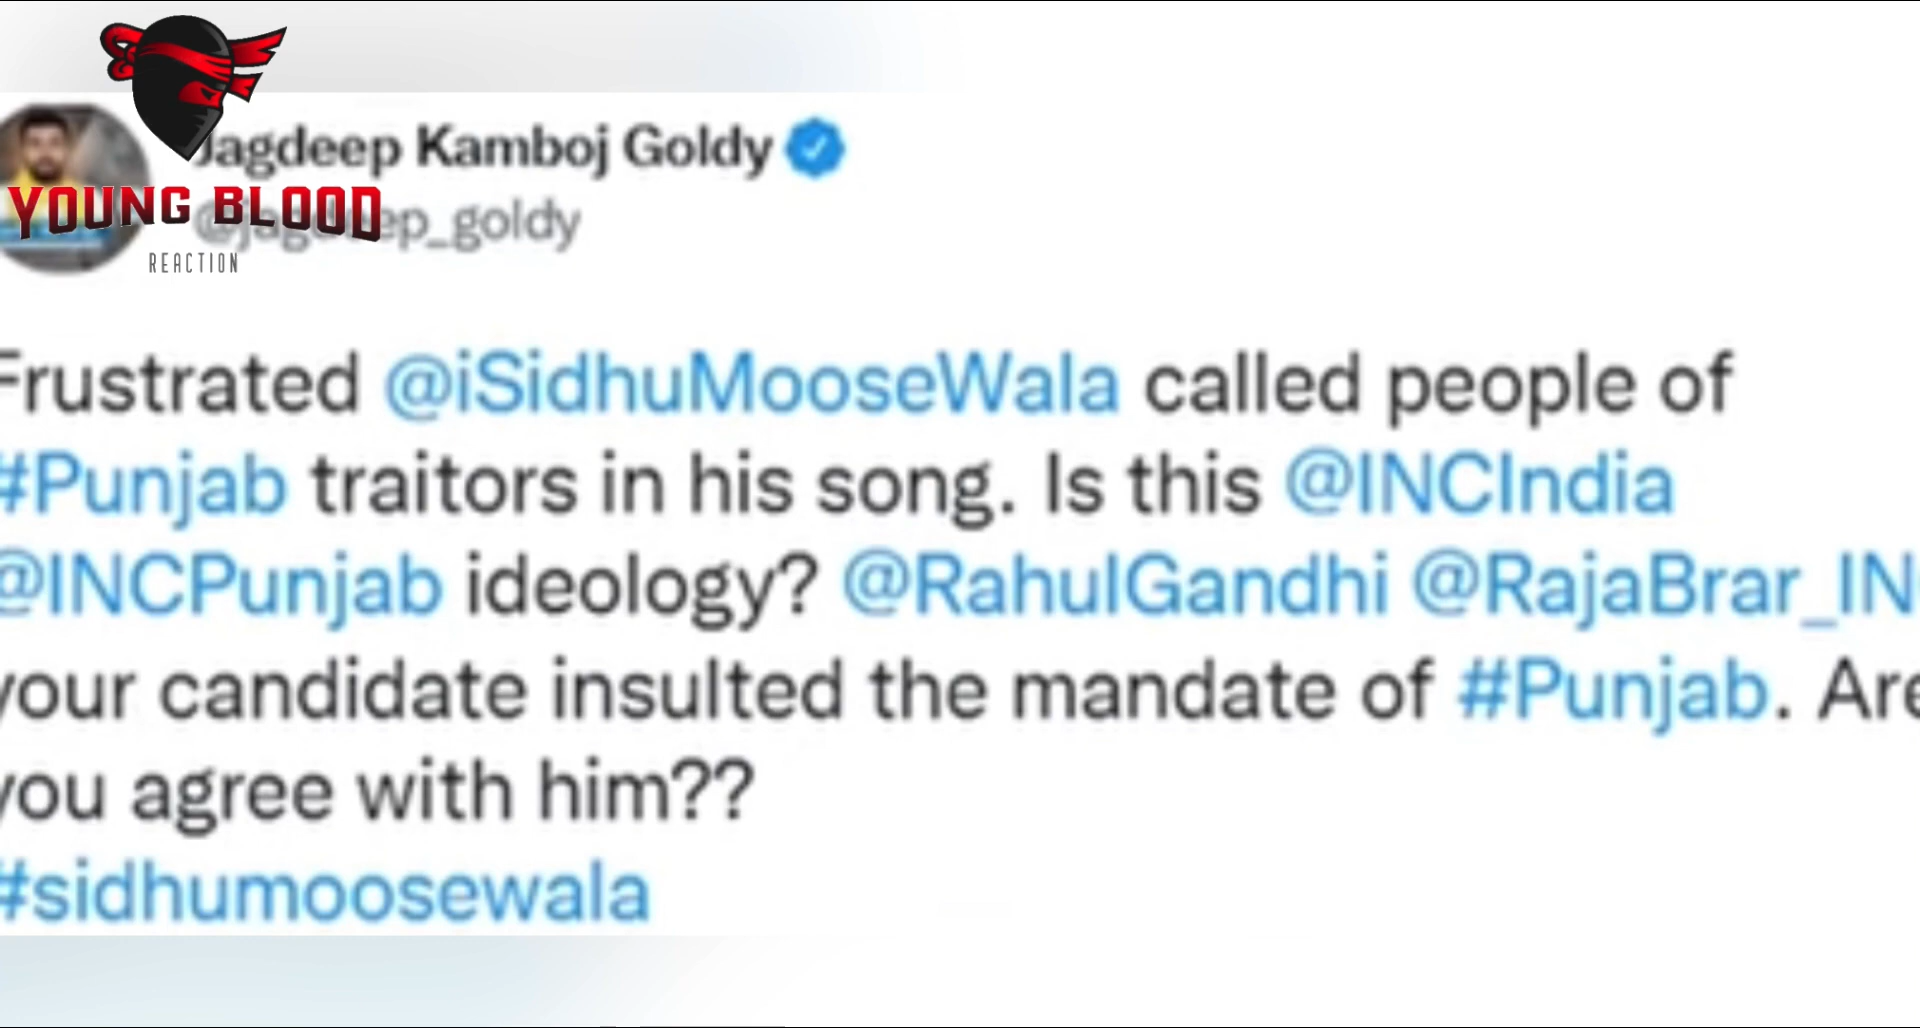 YOUNG BLOOD
REACTION
Jagdeep Kamboj Goldy
@jagdeep_goldy
Frustrated @iSidhuMooseWala called people of
#Punjab traitors in his song. Is this @INCIndia
@INCPunjab ideology? @RahulGandhi @RajaBrar_IN
your candidate insulted the mandate of #Punjab. Are
you agree with him??
#sidhumoosewala